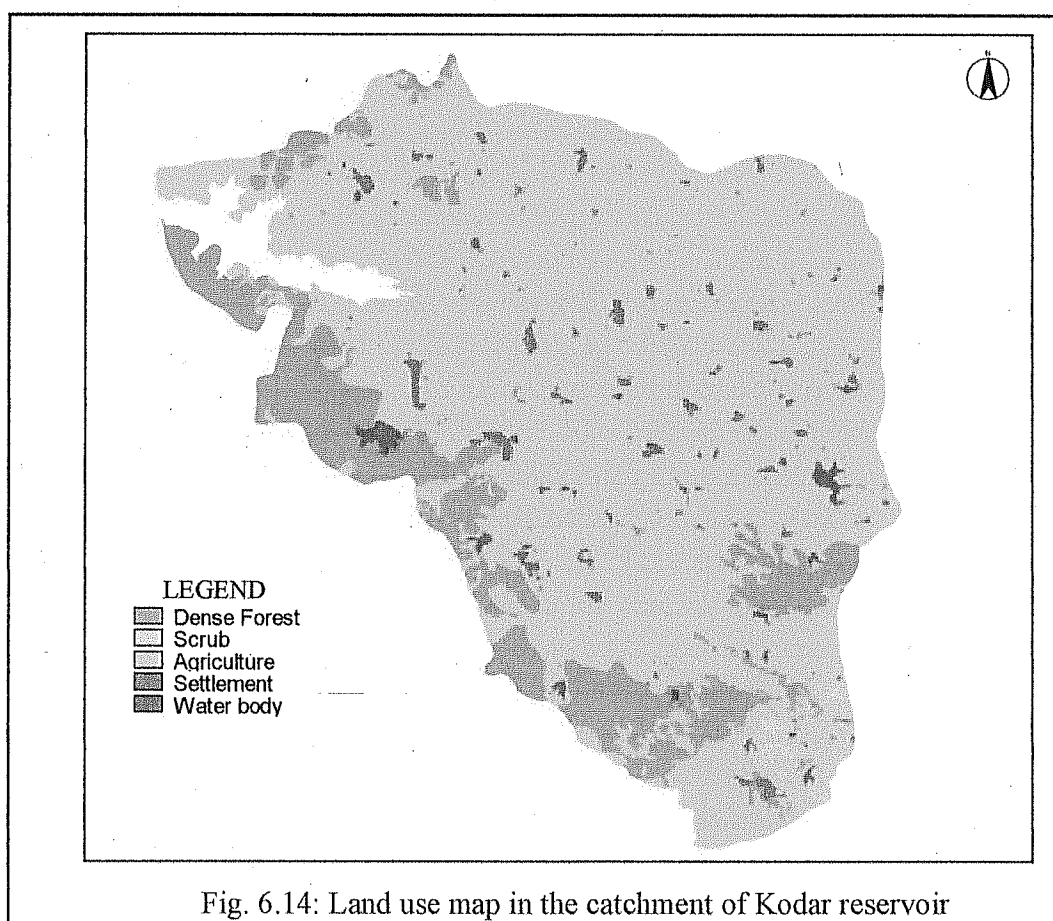 N
LEGEND
Dense Forest
Scrub
Agriculture
Settlement
Water body
Fig. 6.14: Land use map in the catchment of Kodar reservoir